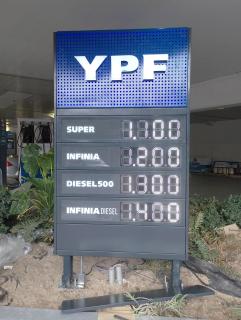 YPF
SUPER 1.100
INFINIA 1.200
DIESEL500 1.300
INFINIA DIESEL 1.400